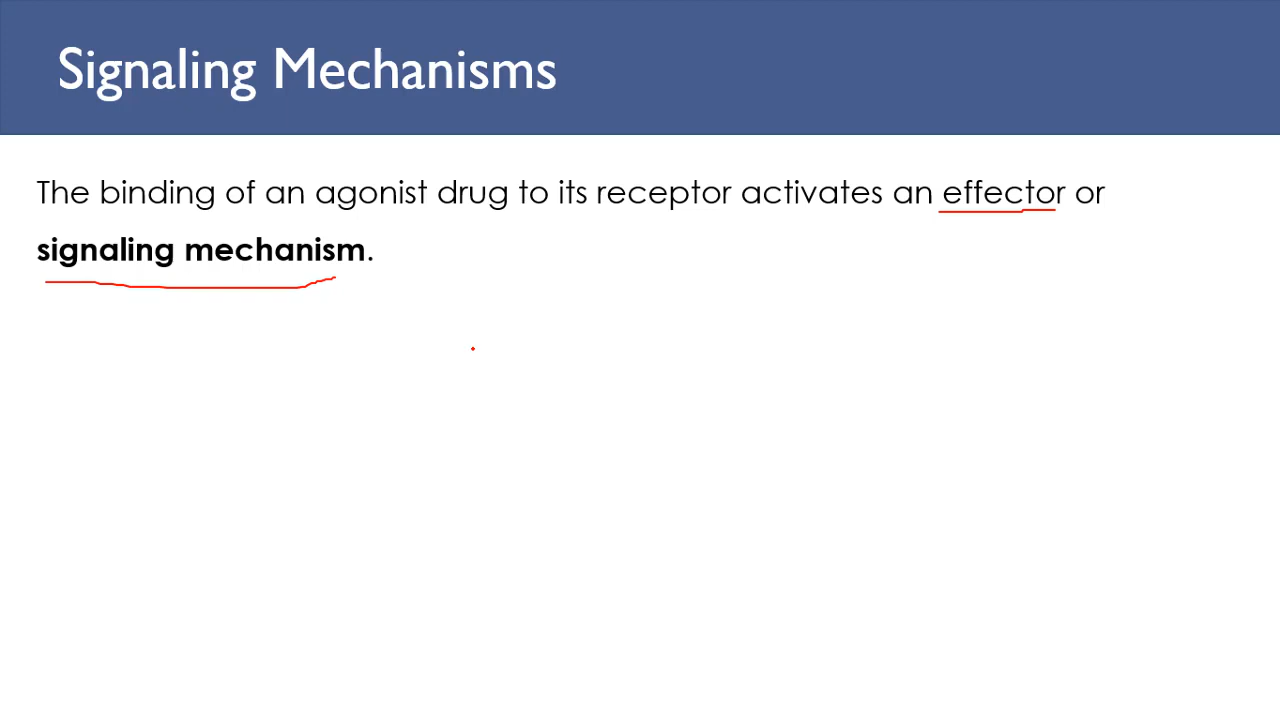 Signaling Mechanisms
The binding of an agonist drug to its receptor activates an effector or
signaling mechanism.